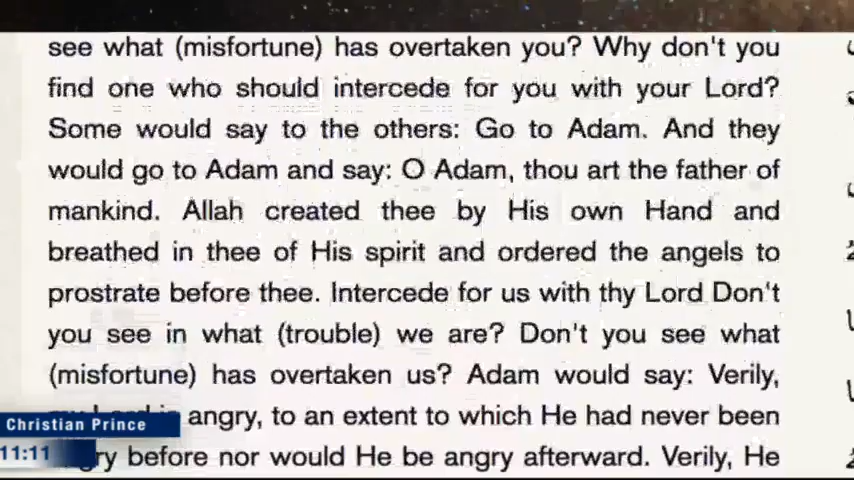 see what (misfortune) has overtaken you? Why don't you
find one who should intercede for you with your Lord?
Some would say to the others: Go to Adam. And they
would go to Adam and say: O Adam, thou art the father of
mankind. Allah created thee by His own Hand and
breathed in thee of His spirit and ordered the angels to
prostrate before thee. Intercede for us with thy Lord Don't
you see in what (trouble) we are? Don't you see what
(misfortune) has overtaken us? Adam would say: Verily,
angry, to an extent to which He had never been
before nor would He be angry afterward. Verily, He
Christian Prince
11:11